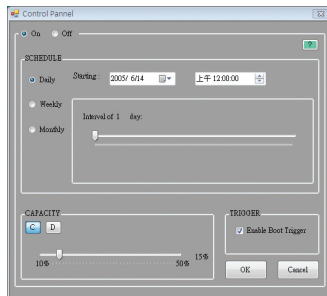 Control Pannel
On Off
?
SCHEDULE
Daily Starting: 2005/ 6/14 上午 12:00:00
Weekly
Monthly
Interval of 1 day:
CAPACITY
C D
10% 50% 15%
TRIGGER
Enable Boot Trigger
OK Cancel